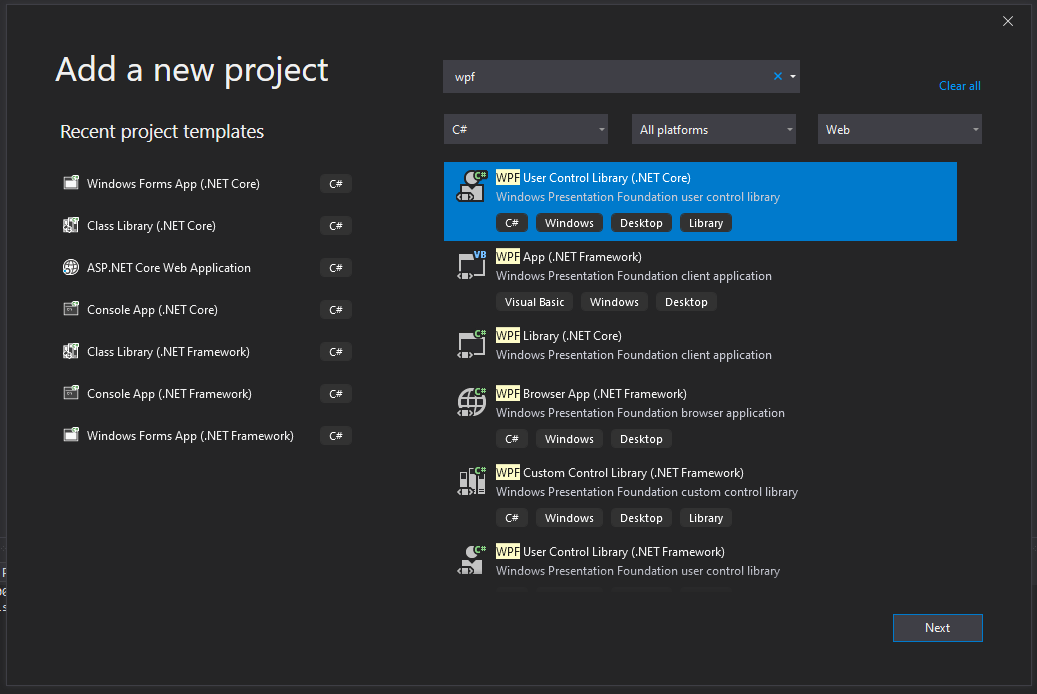 Add a new project
wpf
Clear all
Recent project templates
C#
All platforms
Web
Windows Forms App (.NET Core)
C#
Class Library (.NET Core)
C#
ASP.NET Core Web Application
C#
Console App (.NET Core)
C#
Class Library (.NET Framework)
C#
Console App (.NET Framework)
C#
Windows Forms App (.NET Framework)
C#
C#
WPF User Control Library (.NET Core)
Windows Presentation Foundation user control library
C# Windows Desktop Library
VB
WPF App (.NET Framework)
Windows Presentation Foundation client application
Visual Basic Windows Desktop
C#
WPF Library (.NET Core)
Windows Presentation Foundation client application
C#
WPF Browser App (.NET Framework)
Windows Presentation Foundation browser application
C# Windows Desktop
C#
WPF Custom Control Library (.NET Framework)
Windows Presentation Foundation custom control library
C# Windows Desktop Library
C#
WPF User Control Library (.NET Framework)
Windows Presentation Foundation user control library
Next